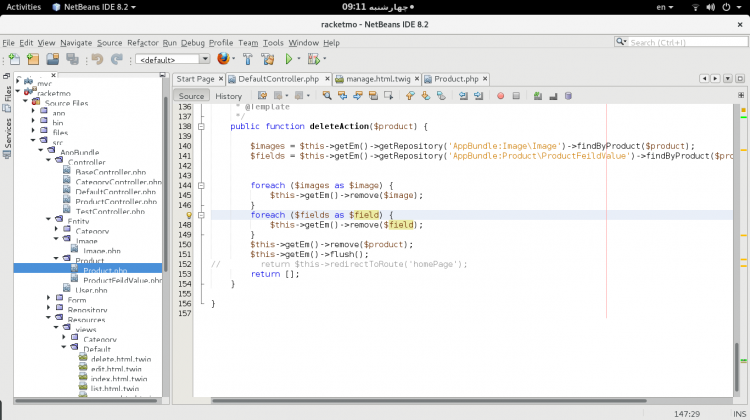 Activities
NetBeans IDE 8.2
چهارشنبه 09:11
en
racketmo - NetBeans IDE 8.2
File Edit View Navigate Source Refactor Run Debug Profile Team Tools Window Help
Search (Ctrl+I)
<default>
Files
Services
mvc
racketmo
Source Files
app
bin
files
src
AppBundle
Controller
BaseController.php
CategoryController.php
DefaultController.php
ProductController.php
TestController.php
Entity
Category
Image
Image.php
Product
Product.php
ProductFeildValue.php
User.php
Form
Repository
Resources
views
Category
Default
delete.html.twig
edit.html.twig
index.html.twig
list.html.twig
Start Page DefaultController.php manage.html.twig Product.php
Source History
136 * @Template
137 */
138 public function deleteAction($product) {
139
140 $images = $this->getEm()->getRepository('AppBundle:Image\Image')->findByProduct($product);
141 $fields = $this->getEm()->getRepository('AppBundle:Product\ProductFeildValue')->findByProduct($pro
144 foreach ($images as $image) {
145 $this->getEm()->remove($image);
146 }
foreach ($fields as $field) {
148 $this->getEm()->remove($field);
149 }
150 $this->getEm()->remove($product);
151 $this->getEm()->flush();
152 // return $this->redirectToRoute('homePage');
153 return [];
154 }
155
156 }
157
147:29
INS